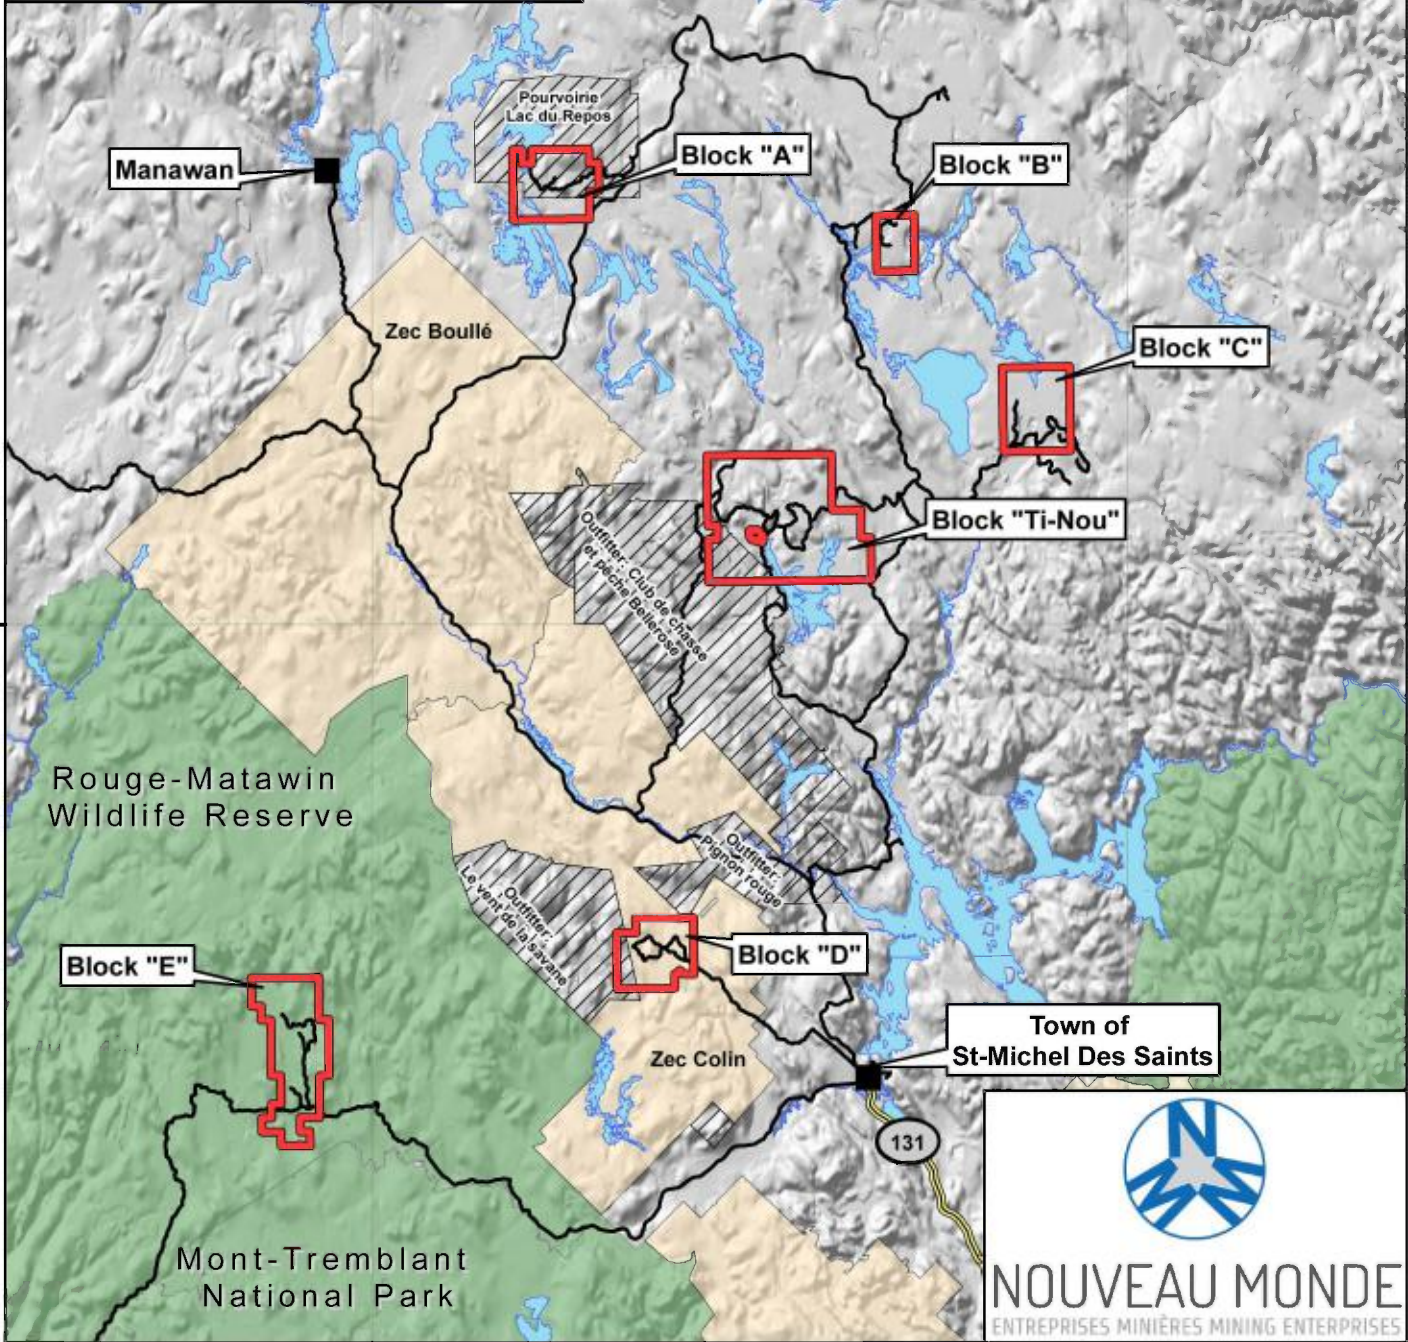 Pourvoirie
Lac du Repos
Manawan
Block "A"
Block "B"
Zec Boullé
Block "C"
Block "Ti-Nou"
Outfitter: Club de chasse
et pêche Bellerose
Rouge-Matawin
Wildlife Reserve
Outfitter:
Pignon rouge
Outfitter:
Le vent de la savane
Block "E"
Block "D"
Town of
St-Michel Des Saints
Zec Colin
131
Mont-Tremblant
National Park
NMM
NOUVEAU MONDE
ENTREPRISES MINIÈRES MINING ENTERPRISES